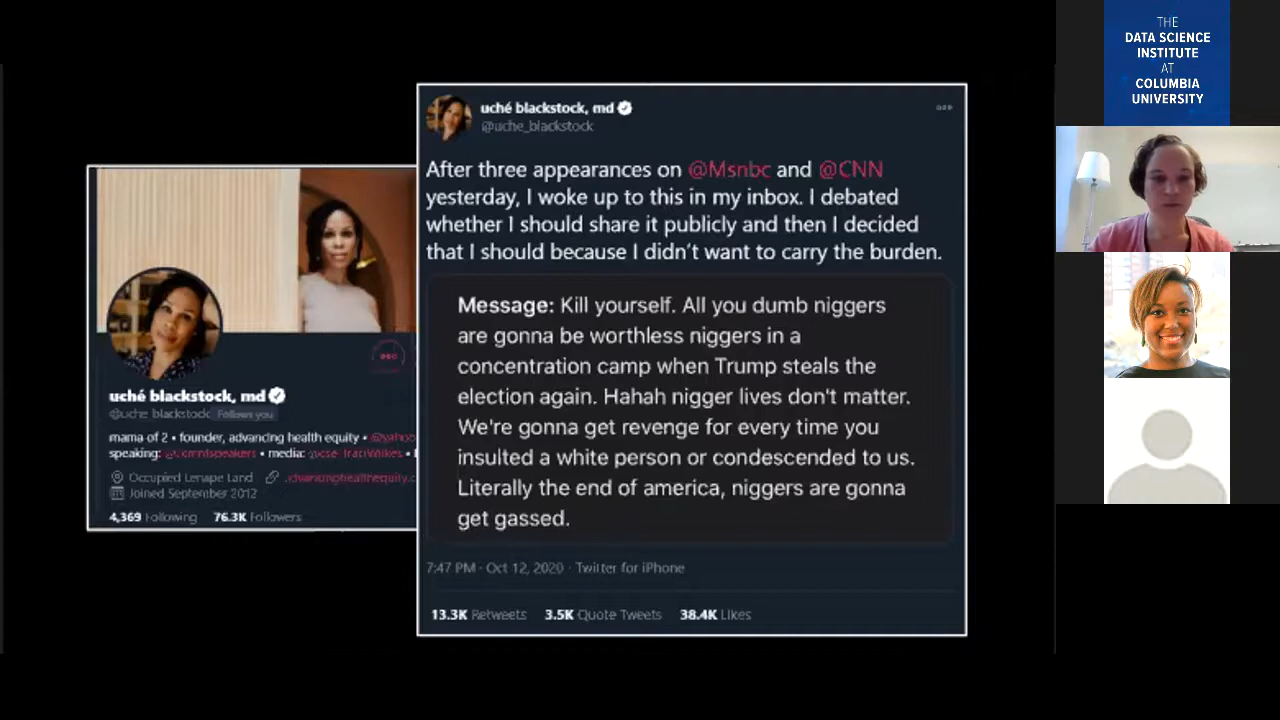 THE
DATA SCIENCE
INSTITUTE
AT
COLUMBIA
UNIVERSITY
uché blackstock, md
@uche_blackstock Follows you
mama of 2 • founder, advancing health equity •
speaking: • media:
Occupied Lenape Land
Joined September 2012
4,369 Following 76.3K Followers
uché blackstock, md
@uche_blackstock
After three appearances on @Msnbc and @CNN
yesterday, I woke up to this in my inbox. I debated
whether I should share it publicly and then I decided
that I should because I didn't want to carry the burden.
Message: Kill yourself. All you dumb niggers
are gonna be worthless niggers in a
concentration camp when Trump steals the
election again. Hahah nigger lives don't matter.
We're gonna get revenge for every time you
insulted a white person or condescended to us.
Literally the end of america, niggers are gonna
get gassed.
7:47 PM · Oct 12, 2020 · Twitter for iPhone
13.3K Retweets 3.5K Quote Tweets 38.4K Likes